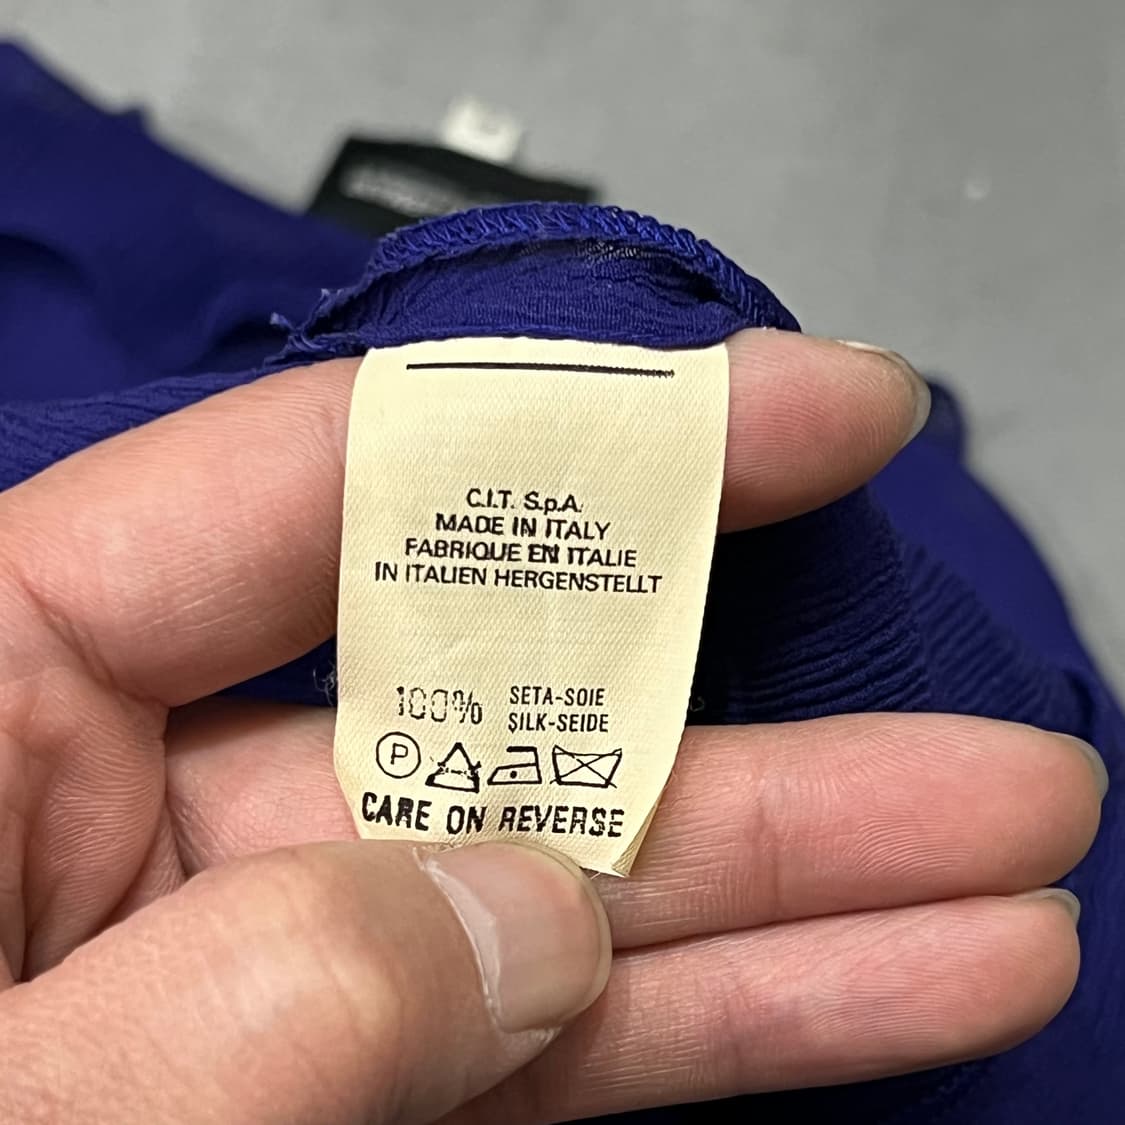 C.I.T. S.p.A.
MADE IN ITALY
FABRIQUE EN ITALIE
IN ITALIEN HERGENSTELLT
100% SETA-SOIE
SILK-SEIDE
P
CARE ON REVERSE